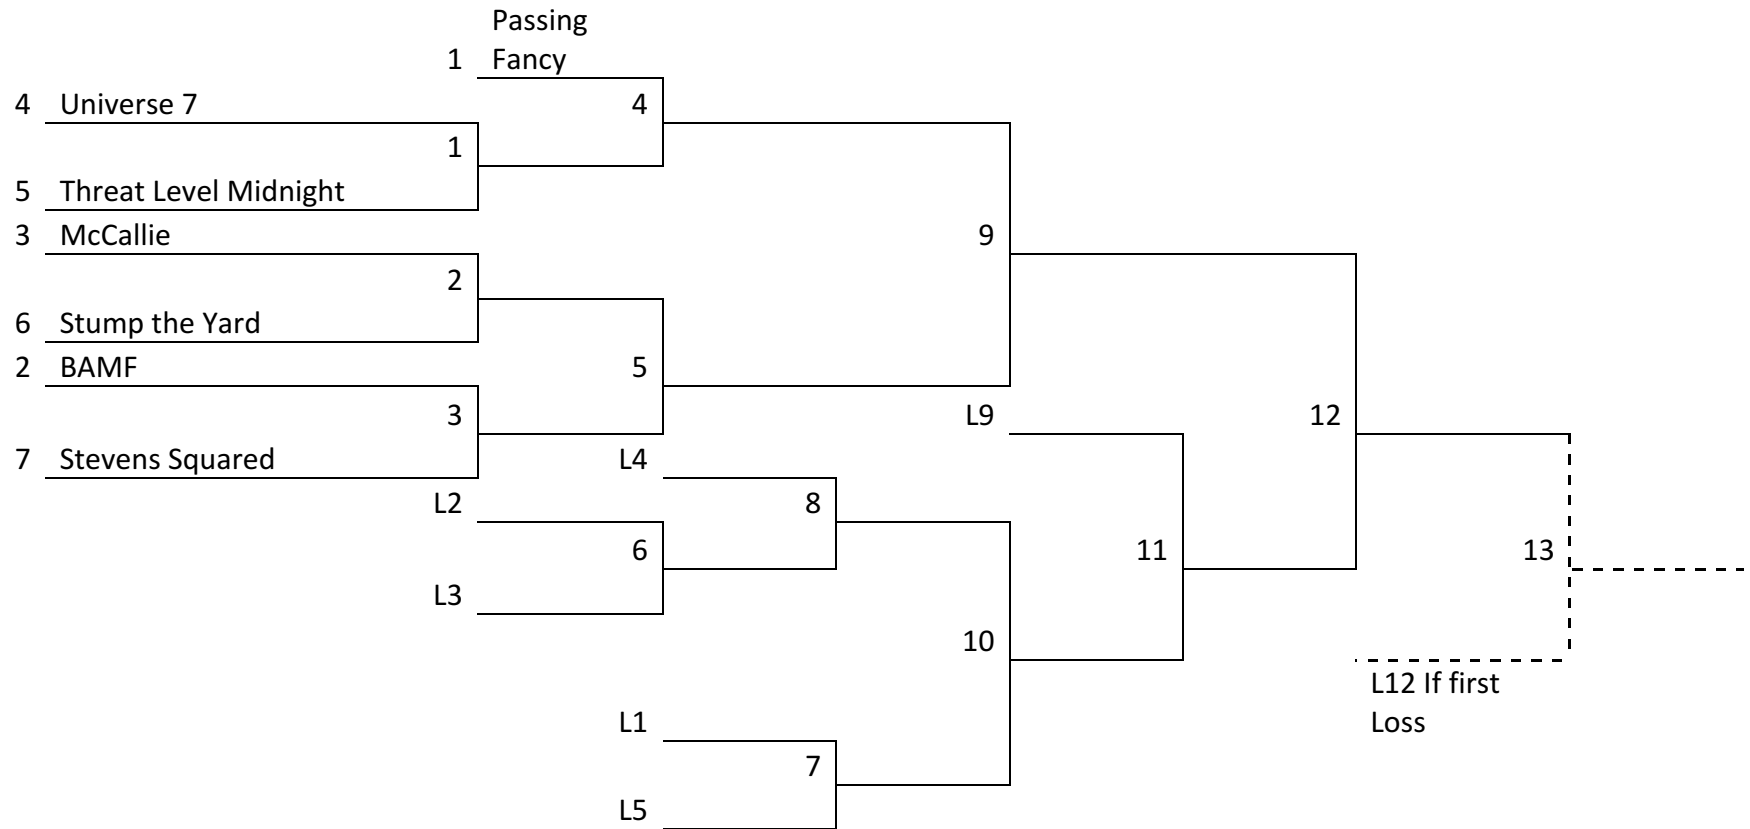 Passing
1 Fancy
4 Universe 7
4
1
5 Threat Level Midnight
3 McCallie
9
2
6 Stump the Yard
2 BAMF
5
3
L9
12
7 Stevens Squared
L4
L2
8
6
11
13
L3
10
L12 If first
Loss
L1
7
L5